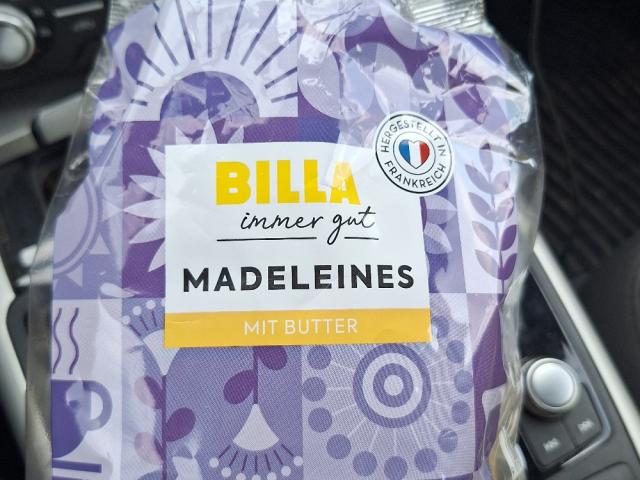 HERGESTELLT IN
FRANKREICH
BILLA
immer gut
MADELEINES
MIT BUTTER